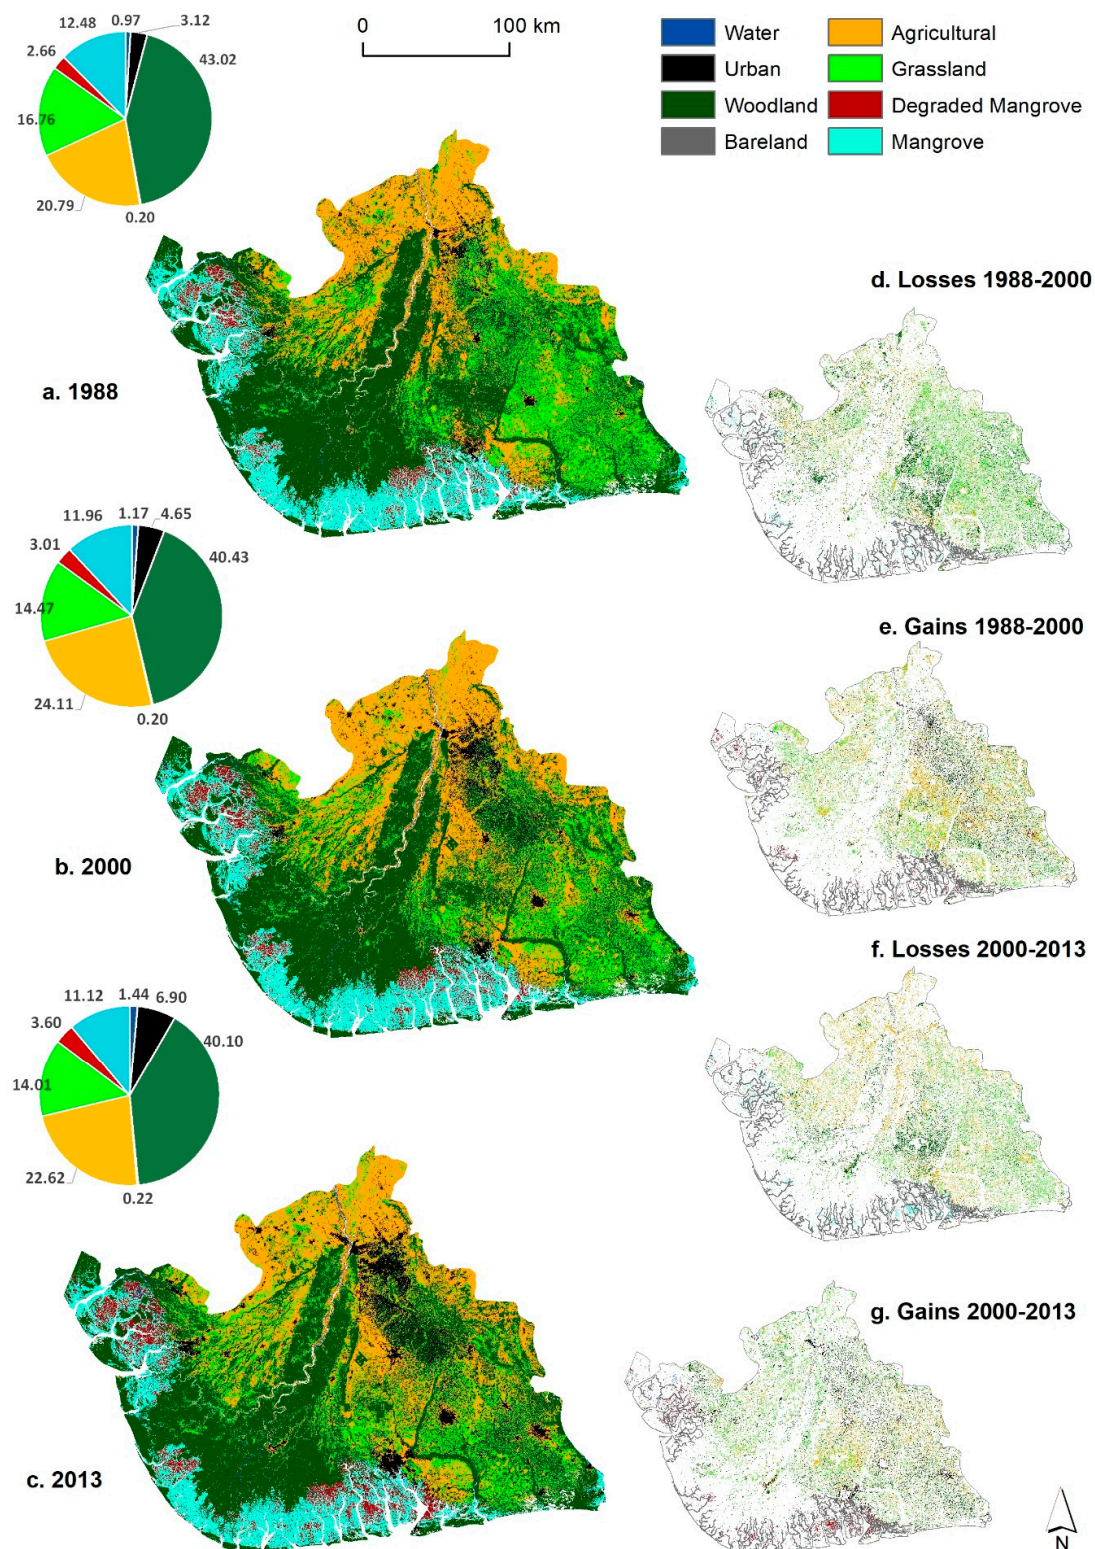 12.48
0.97
3.12
2.66
43.02
16.76
20.79
0.20
0
100 km
Water
Urban
Woodland
Bareland
Agricultural
Grassland
Degraded Mangrove
Mangrove
a. 1988
d. Losses 1988-2000
11.96
1.17
4.65
3.01
40.43
14.47
24.11
0.20
e. Gains 1988-2000
b. 2000
f. Losses 2000-2013
11.12
1.44
6.90
3.60
40.10
14.01
22.62
0.22
g. Gains 2000-2013
c. 2013
N